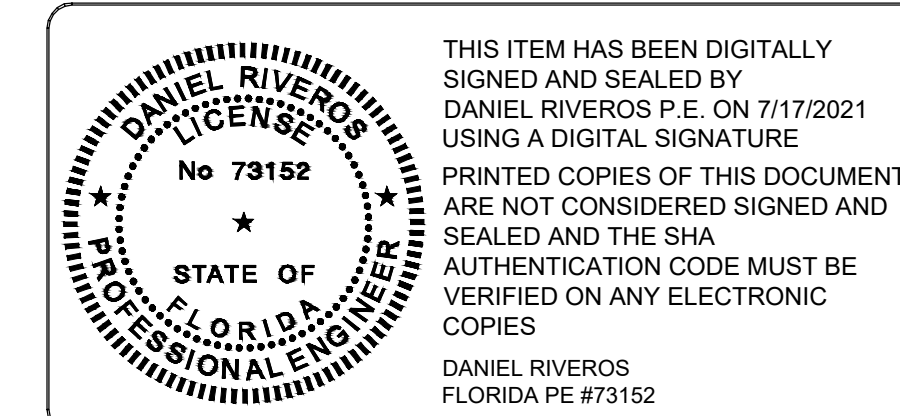 DANIEL RIVEROS
LICENSE
No 73152
STATE OF
FLORIDA
PROFESSIONAL ENGINEER
THIS ITEM HAS BEEN DIGITALLY
SIGNED AND SEALED BY
DANIEL RIVEROS P.E. ON 7/17/2021
USING A DIGITAL SIGNATURE
PRINTED COPIES OF THIS DOCUMENT
ARE NOT CONSIDERED SIGNED AND
SEALED AND THE SHA
AUTHENTICATION CODE MUST BE
VERIFIED ON ANY ELECTRONIC
COPIES
DANIEL RIVEROS
FLORIDA PE #73152